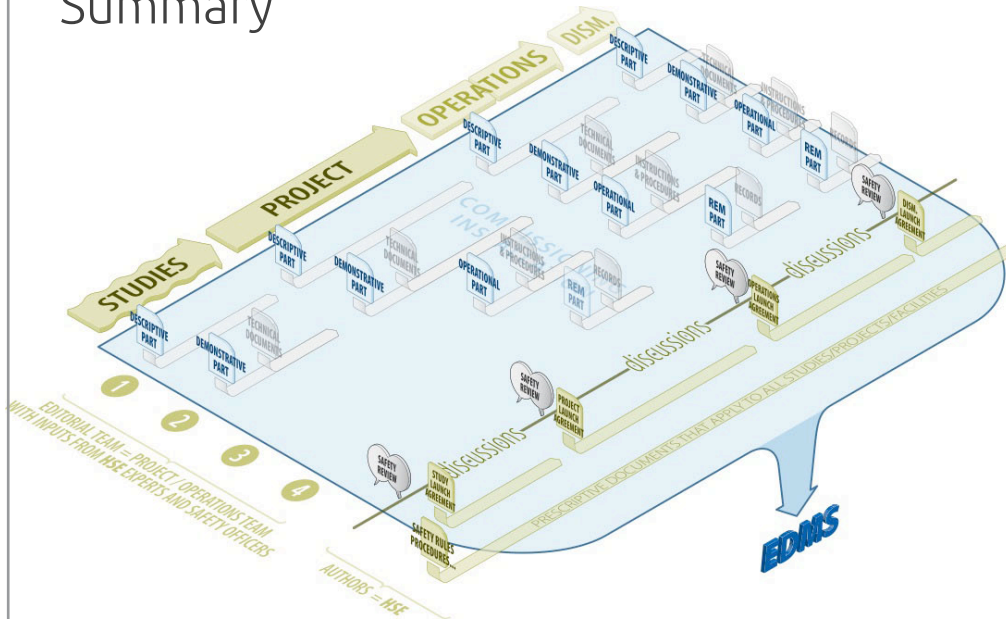 Summary
DISM.
OPERATIONS
PROJECT
STUDIES
DESCRIPTIVE
PART
TECHNICAL
DOCUMENTS
DEMONSTRATIVE
PART
INSTRUCTIONS
& PROCEDURES
OPERATIONAL
PART
RECORDS
REM
PART
SAFETY
REVIEW
DISM.
LAUNCH
AGREEMENT
DESCRIPTIVE
PART
TECHNICAL
DOCUMENTS
DEMONSTRATIVE
PART
INSTRUCTIONS
& PROCEDURES
OPERATIONAL
PART
RECORDS
REM
PART
discussions
SAFETY
REVIEW
OPERATIONS
LAUNCH
AGREEMENT
DESCRIPTIVE
PART
TECHNICAL
DOCUMENTS
DEMONSTRATIVE
PART
INSTRUCTIONS
& PROCEDURES
OPERATIONAL
PART
RECORDS
REM
PART
discussions
SAFETY
REVIEW
PROJECT
LAUNCH
AGREEMENT
DESCRIPTIVE
PART
TECHNICAL
DOCUMENTS
DEMONSTRATIVE
PART
discussions
SAFETY
REVIEW
STUDY
LAUNCH
AGREEMENT
SAFETY RULES
PROCEDURES...
PRESCRIPTIVE DOCUMENTS THAT APPLY TO ALL STUDIES/PROJECTS/FACILITIES
1
2
3
4
EDITORIAL TEAM = PROJECT / OPERATIONS TEAM
WITH INPUTS FROM HSE EXPERTS AND SAFETY OFFICERS
AUTHORS = HSE
EDMS